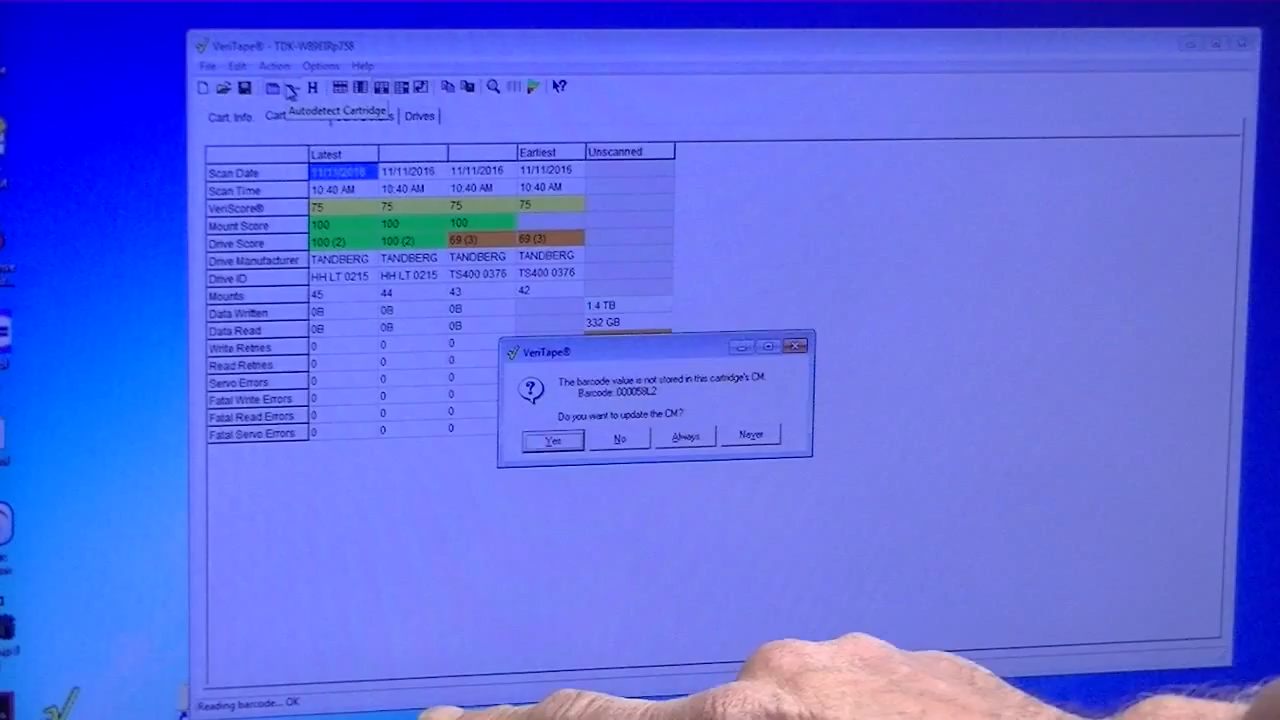 VeriTape® - TDK-W89EIRp758
File Edit Action Options Help
H
Autodetect Cartridge
Cart. Info. Cart Drives
Latest Earliest Unscanned
Scan Date 11/11/2016 11/11/2016 11/11/2016 11/11/2016
Scan Time 10:40 AM 10:40 AM 10:40 AM 10:40 AM
VeriScore® 75 75 75 75
Mount Score 100 100 100
Drive Score 100 (2) 100 (2) 69 (3) 69 (3)
Drive Manufacturer TANDBERG TANDBERG TANDBERG TANDBERG
Drive ID HH LT 0215 HH LT 0215 TS400 0376 TS400 0376
Mounts 45 44 43 42
Data Written 0B 0B 0B 1.4 TB
Data Read 0B 0B 0B 332 GB
Write Retries 0 0 0
Read Retries 0 0 0
Servo Errors 0 0 0
Fatal Write Errors 0 0 0
Fatal Read Errors 0 0 0
Fatal Servo Errors 0 0 0
VeriTape®
The barcode value is not stored in this cartridge's CM.
Barcode: 000058L2
Do you want to update the CM?
Yes No Always Never
Reading barcode... OK